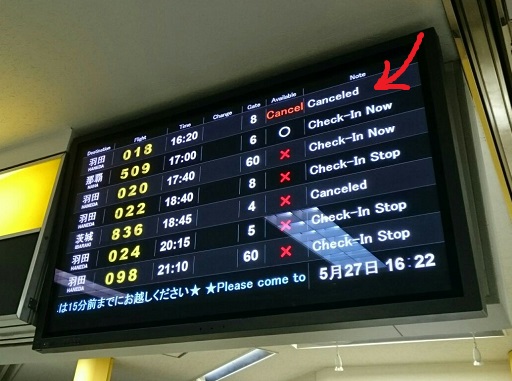 Destination Flight Time Change Gate Available Note
羽田 HANEDA 018 16:20 8 Cancel Canceled
那覇 NAHA 509 17:00 6 ○ Check-In Now
羽田 HANEDA 020 17:40 60 × Check-In Now
羽田 HANEDA 022 18:40 8 × Check-In Stop
茨城 IBARAKI 836 18:45 4 × Canceled
羽田 HANEDA 024 20:15 5 Check-In Stop
羽田 HANEDA 098 21:10 60 × Check-In Stop
は15分前までにお越しください★ ★Please come to 5月27日 16:22